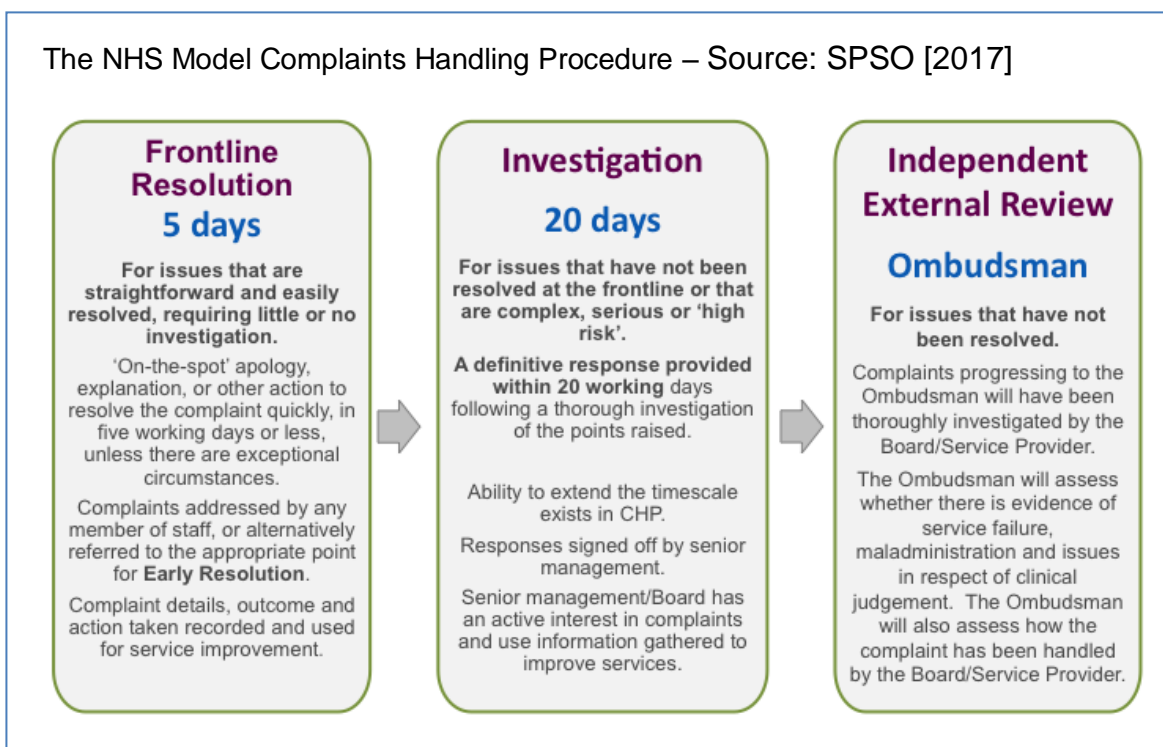 The NHS Model Complaints Handling Procedure – Source: SPSO [2017]
Frontline
Resolution
5 days
For issues that are
straightforward and easily
resolved, requiring little or no
investigation.
‘On-the-spot’ apology,
explanation, or other action to
resolve the complaint quickly, in
five working days or less,
unless there are exceptional
circumstances.
Complaints addressed by any
member of staff, or alternatively
referred to the appropriate point
for Early Resolution.
Complaint details, outcome and
action taken recorded and used
for service improvement.
Investigation
20 days
For issues that have not been
resolved at the frontline or that
are complex, serious or ‘high
risk’.
A definitive response provided
within 20 working days
following a thorough investigation
of the points raised.
Ability to extend the timescale
exists in CHP.
Responses signed off by senior
management.
Senior management/Board has
an active interest in complaints
and use information gathered to
improve services.
Independent
External Review
Ombudsman
For issues that have not
been resolved.
Complaints progressing to the
Ombudsman will have been
thoroughly investigated by the
Board/Service Provider.
The Ombudsman will assess
whether there is evidence of
service failure,
maladministration and issues
in respect of clinical
judgement.  The Ombudsman
will also assess how the
complaint has been handled
by the Board/Service Provider.